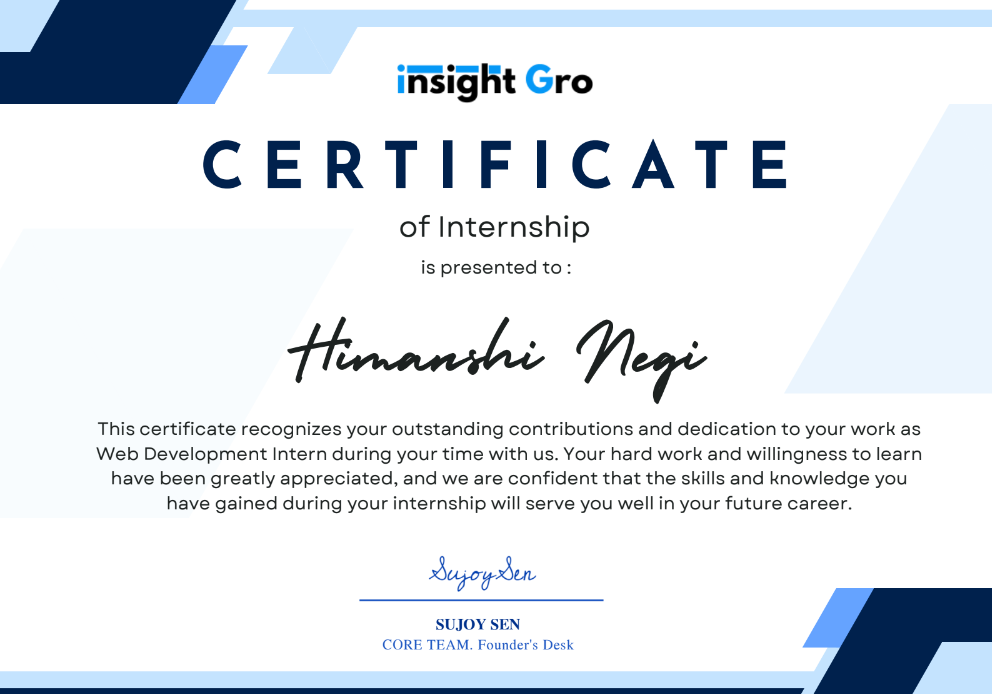 insight Gro
CERTIFICATE
of Internship
is presented to :
Himanshi Negi
This certificate recognizes your outstanding contributions and dedication to your work as
Web Development Intern during your time with us. Your hard work and willingness to learn
have been greatly appreciated, and we are confident that the skills and knowledge you
have gained during your internship will serve you well in your future career.
Sujoy Sen
SUJOY SEN
CORE TEAM. Founder's Desk